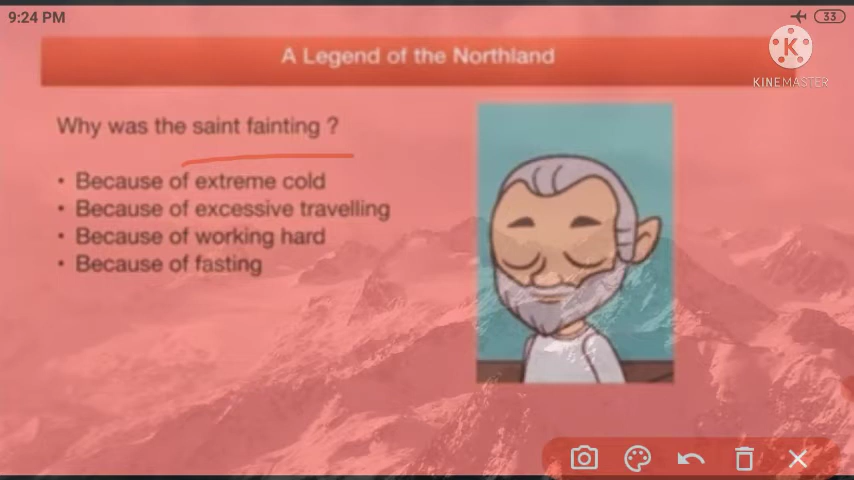 9:24 PM
33
A Legend of the Northland
KINEMASTER
Why was the saint fainting ?
• Because of extreme cold
• Because of excessive travelling
• Because of working hard
• Because of fasting